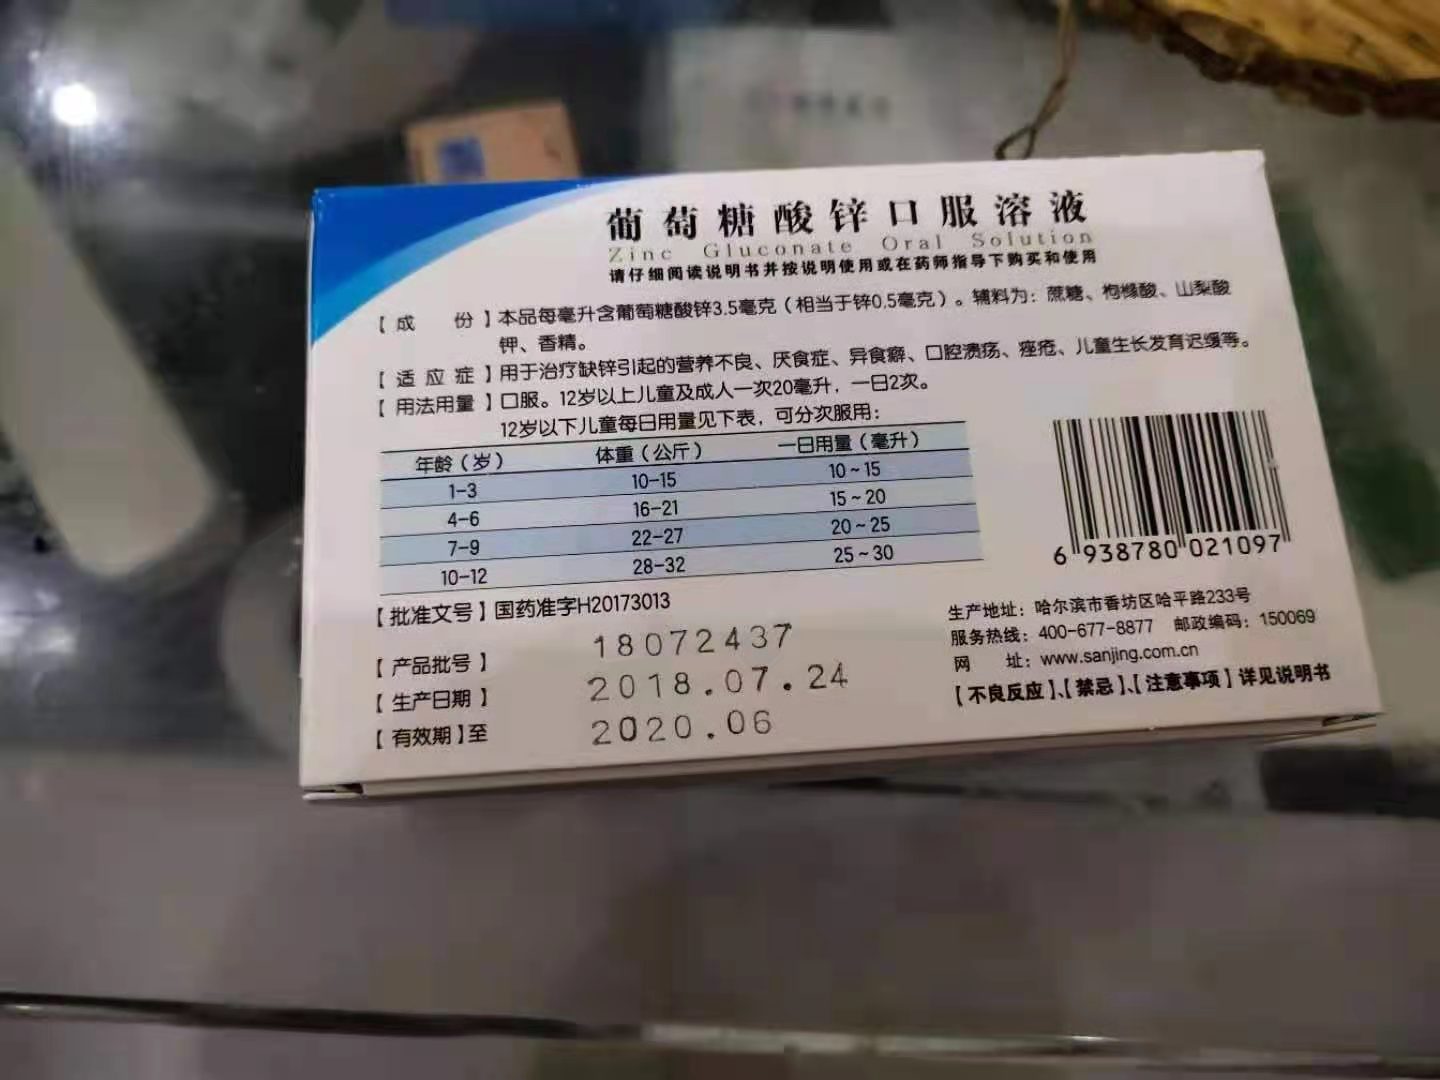 葡萄糖酸锌口服溶液
Zinc Gluconate Oral Solution
请仔细阅读说明书并按说明使用或在药师指导下购买和使用
【成 份】本品每毫升含葡萄糖酸锌3.5毫克（相当于锌0.5毫克）。辅料为：蔗糖、枸橼酸、山梨酸
钾、香精。
【适应症】用于治疗缺锌引起的营养不良、厌食症、异食癖、口腔溃疡、痤疮、儿童生长发育迟缓等。
【用法用量】口服。12岁以上儿童及成人一次20毫升，一日2次。
12岁以下儿童每日用量见下表，可分次服用：
年龄（岁） 体重（公斤） 一日用量（毫升）
1-3 10-15 10~15
4-6 16-21 15~20
7-9 22-27 20~25
10-12 28-32 25~30
6 938780 021097
【批准文号】国药准字H20173013
【产品批号】 18072437
【生产日期】 2018.07.24
【有效期】至 2020.06
生产地址：哈尔滨市香坊区哈平路233号
服务热线：400-677-8877 邮政编码：150069
网 址：www.sanjing.com.cn
【不良反应】、【禁忌】、【注意事项】详见说明书